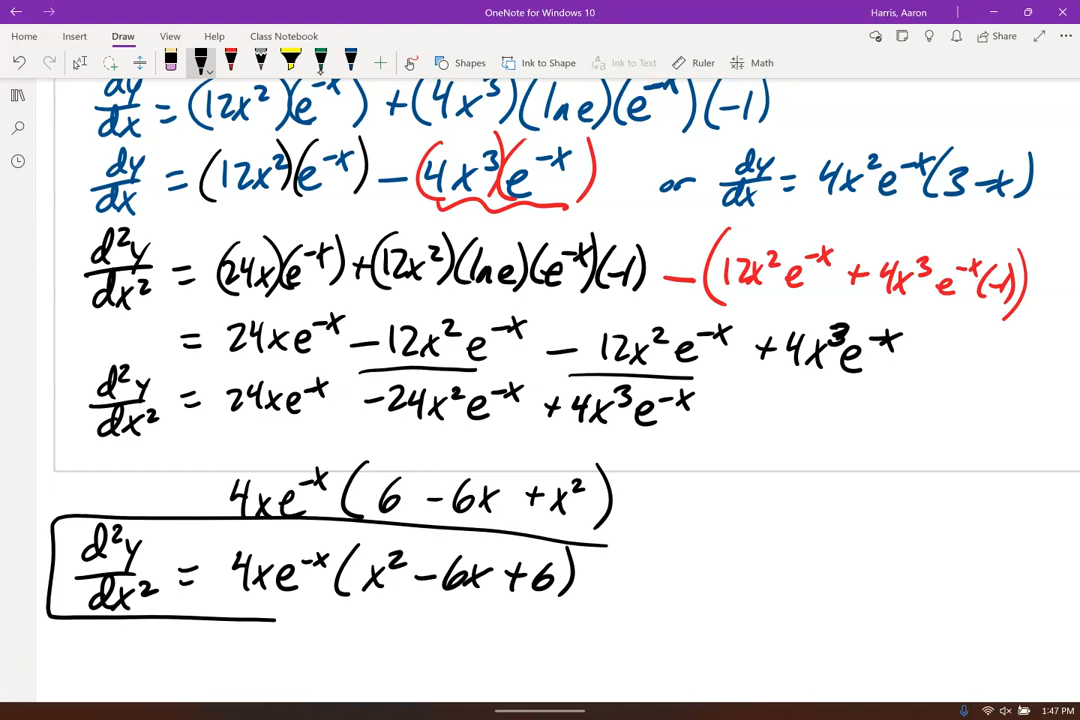 OneNote for Windows 10
Harris, Aaron
Home Insert Draw View Help Class Notebook Share
Shapes Ink to Shape Ink to Text Ruler Math
dy/dx = (12x²)(e^-x) + (4x³)(ln e)(e^-x)(-1)
dy/dx = (12x²)(e^-x) - (4x³)(e^-x) or dy/dx = 4x²e^-x(3-x)
d²y/dx² = (24x)(e^-x) + (12x²)(ln e)(e^-x)(-1) - (12x²e^-x + 4x³e^-x(-1))
= 24xe^-x - 12x²e^-x - 12x²e^-x + 4x³e^-x
d²y/dx² = 24xe^-x - 24x²e^-x + 4x³e^-x
4xe^-x(6 - 6x + x²)
d²y/dx² = 4xe^-x(x² - 6x + 6)
1:47 PM